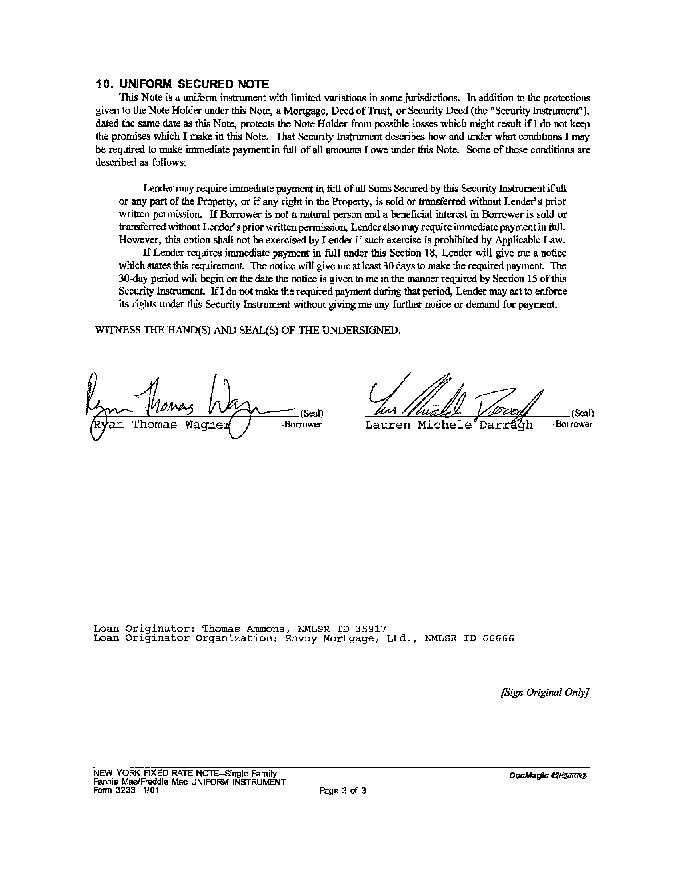 10. UNIFORM SECURED NOTE
This Note is a uniform instrument with limited variations in some jurisdictions. In addition to the protections
given to the Note Holder under this Note, a Mortgage, Deed of Trust, or Security Deed (the "Security Instrument"),
dated the same date as this Note, protects the Note Holder from possible losses which might result if I do not keep
the promises which I make in this Note. That Security Instrument describes how and under what conditions I may
be required to make immediate payment in full of all amounts I owe under this Note. Some of those conditions are
described as follows:
Lender may require immediate payment in full of all Sums Secured by this Security Instrument if all
or any part of the Property, or if any right in the Property, is sold or transferred without Lender's prior
written permission. If Borrower is not a natural person and a beneficial interest in Borrower is sold or
transferred without Lender's prior written permission, Lender also may require immediate payment in full.
However, this option shall not be exercised by Lender if such exercise is prohibited by Applicable Law.
If Lender requires immediate payment in full under this Section 18, Lender will give me a notice
which states this requirement. The notice will give me at least 30 days to make the required payment. The
30-day period will begin on the date the notice is given to me in the manner required by Section 15 of this
Security Instrument. If I do not make the required payment during that period, Lender may act to enforce
its rights under this Security Instrument without giving me any further notice or demand for payment.
WITNESS THE HAND(S) AND SEAL(S) OF THE UNDERSIGNED.
(Seal) (Seal)
Ryan Thomas Wagner -Borrower Lauren Michele Darragh -Borrower
Loan Originator: Thomas Ammons, NMLSR ID 35917
Loan Originator Organization: Envoy Mortgage, Ltd., NMLSR ID 66666
[Sign Original Only]
NEW YORK FIXED RATE NOTE--Single Family
Fannie Mae/Freddie Mac UNIFORM INSTRUMENT
Form 3233 1/01 Page 3 of 3
DocMagic